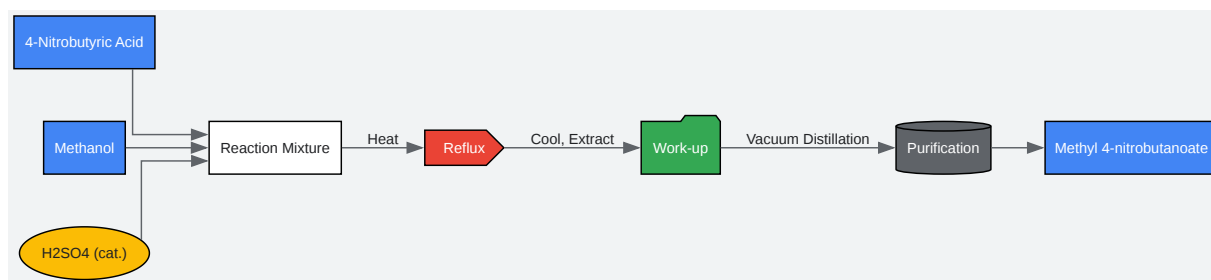 4-Nitrobutyric Acid
Methanol
H2SO4 (cat.)
Reaction Mixture
Heat
Reflux
Cool, Extract
Work-up
Vacuum Distillation
Purification
Methyl 4-nitrobutanoate